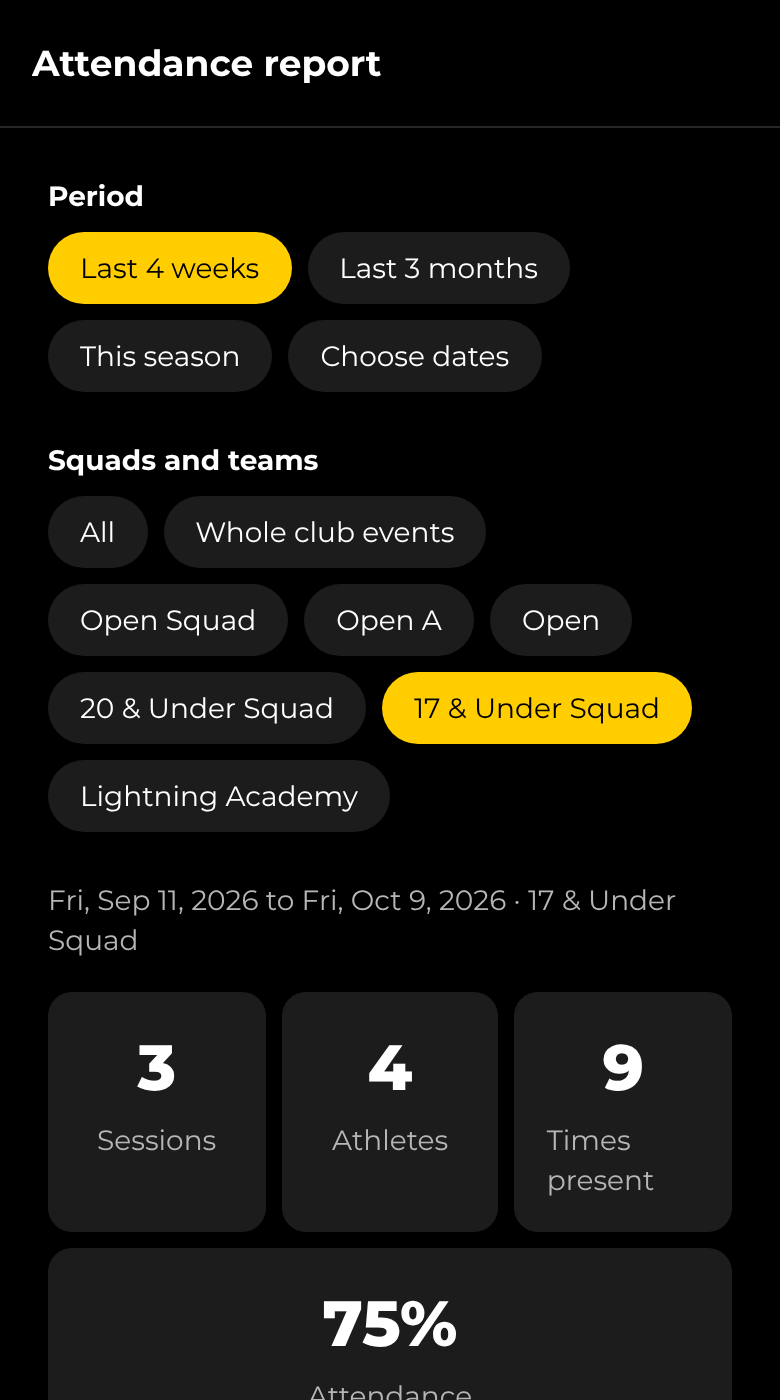 Attendance report
Period
Last 4 weeks
Last 3 months
This season
Choose dates
Squads and teams
All
Whole club events
Open Squad
Open A
Open
20 & Under Squad
17 & Under Squad
Lightning Academy
Fri, Sep 11, 2026 to Fri, Oct 9, 2026 · 17 & Under
Squad
3
Sessions
4
Athletes
9
Times
present
75%
Attendance